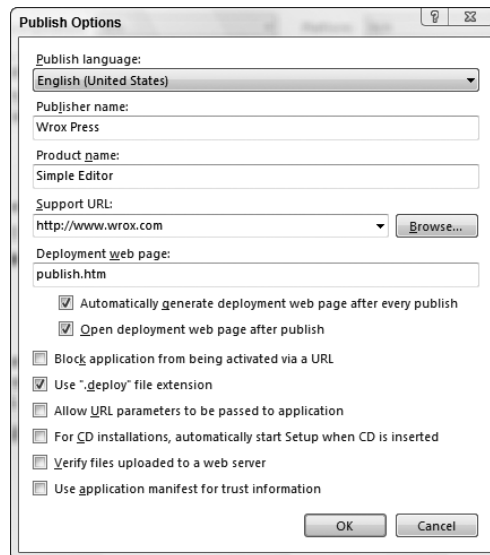 Publish Options
Publish language:
English (United States)
Publisher name:
Wrox Press
Product name:
Simple Editor
Support URL:
http://www.wrox.com
Browse...
Deployment web page:
publish.htm
Automatically generate deployment web page after every publish
Open deployment web page after publish
Block application from being activated via a URL
Use ".deploy" file extension
Allow URL parameters to be passed to application
For CD installations, automatically start Setup when CD is inserted
Verify files uploaded to a web server
Use application manifest for trust information
OK
Cancel